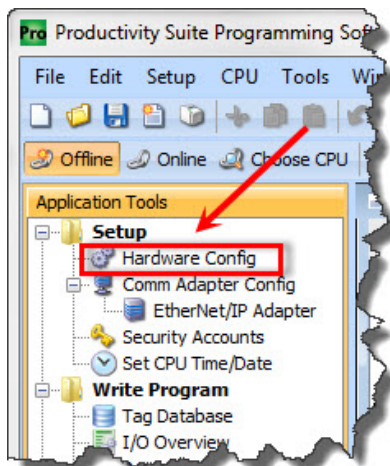 Pro Productivity Suite Programming Sof
File Edit Setup CPU Tools Win
Offline Online Choose CPU
Application Tools
Setup
Hardware Config
Comm Adapter Config
EtherNet/IP Adapter
Security Accounts
Set CPU Time/Date
Write Program
Tag Database
I/O Overview